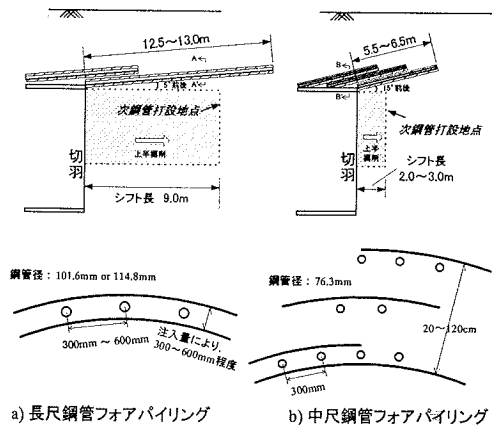 12.5～13.0m
A
5°前後
A'
次鋼管打設地点
切羽
上半掘削
シフト長 9.0m
5.5～6.5m
B
15°前後
B'
次鋼管打設地点
切羽
上半掘削
シフト長
2.0～3.0m
鋼管径：101.6mm or 114.8mm
300mm ～ 600mm
注入量により、
300～600mm程度
鋼管径：76.3mm
20～120cm
300mm
a) 長尺鋼管フォアパイリング
b) 中尺鋼管フォアパイリング